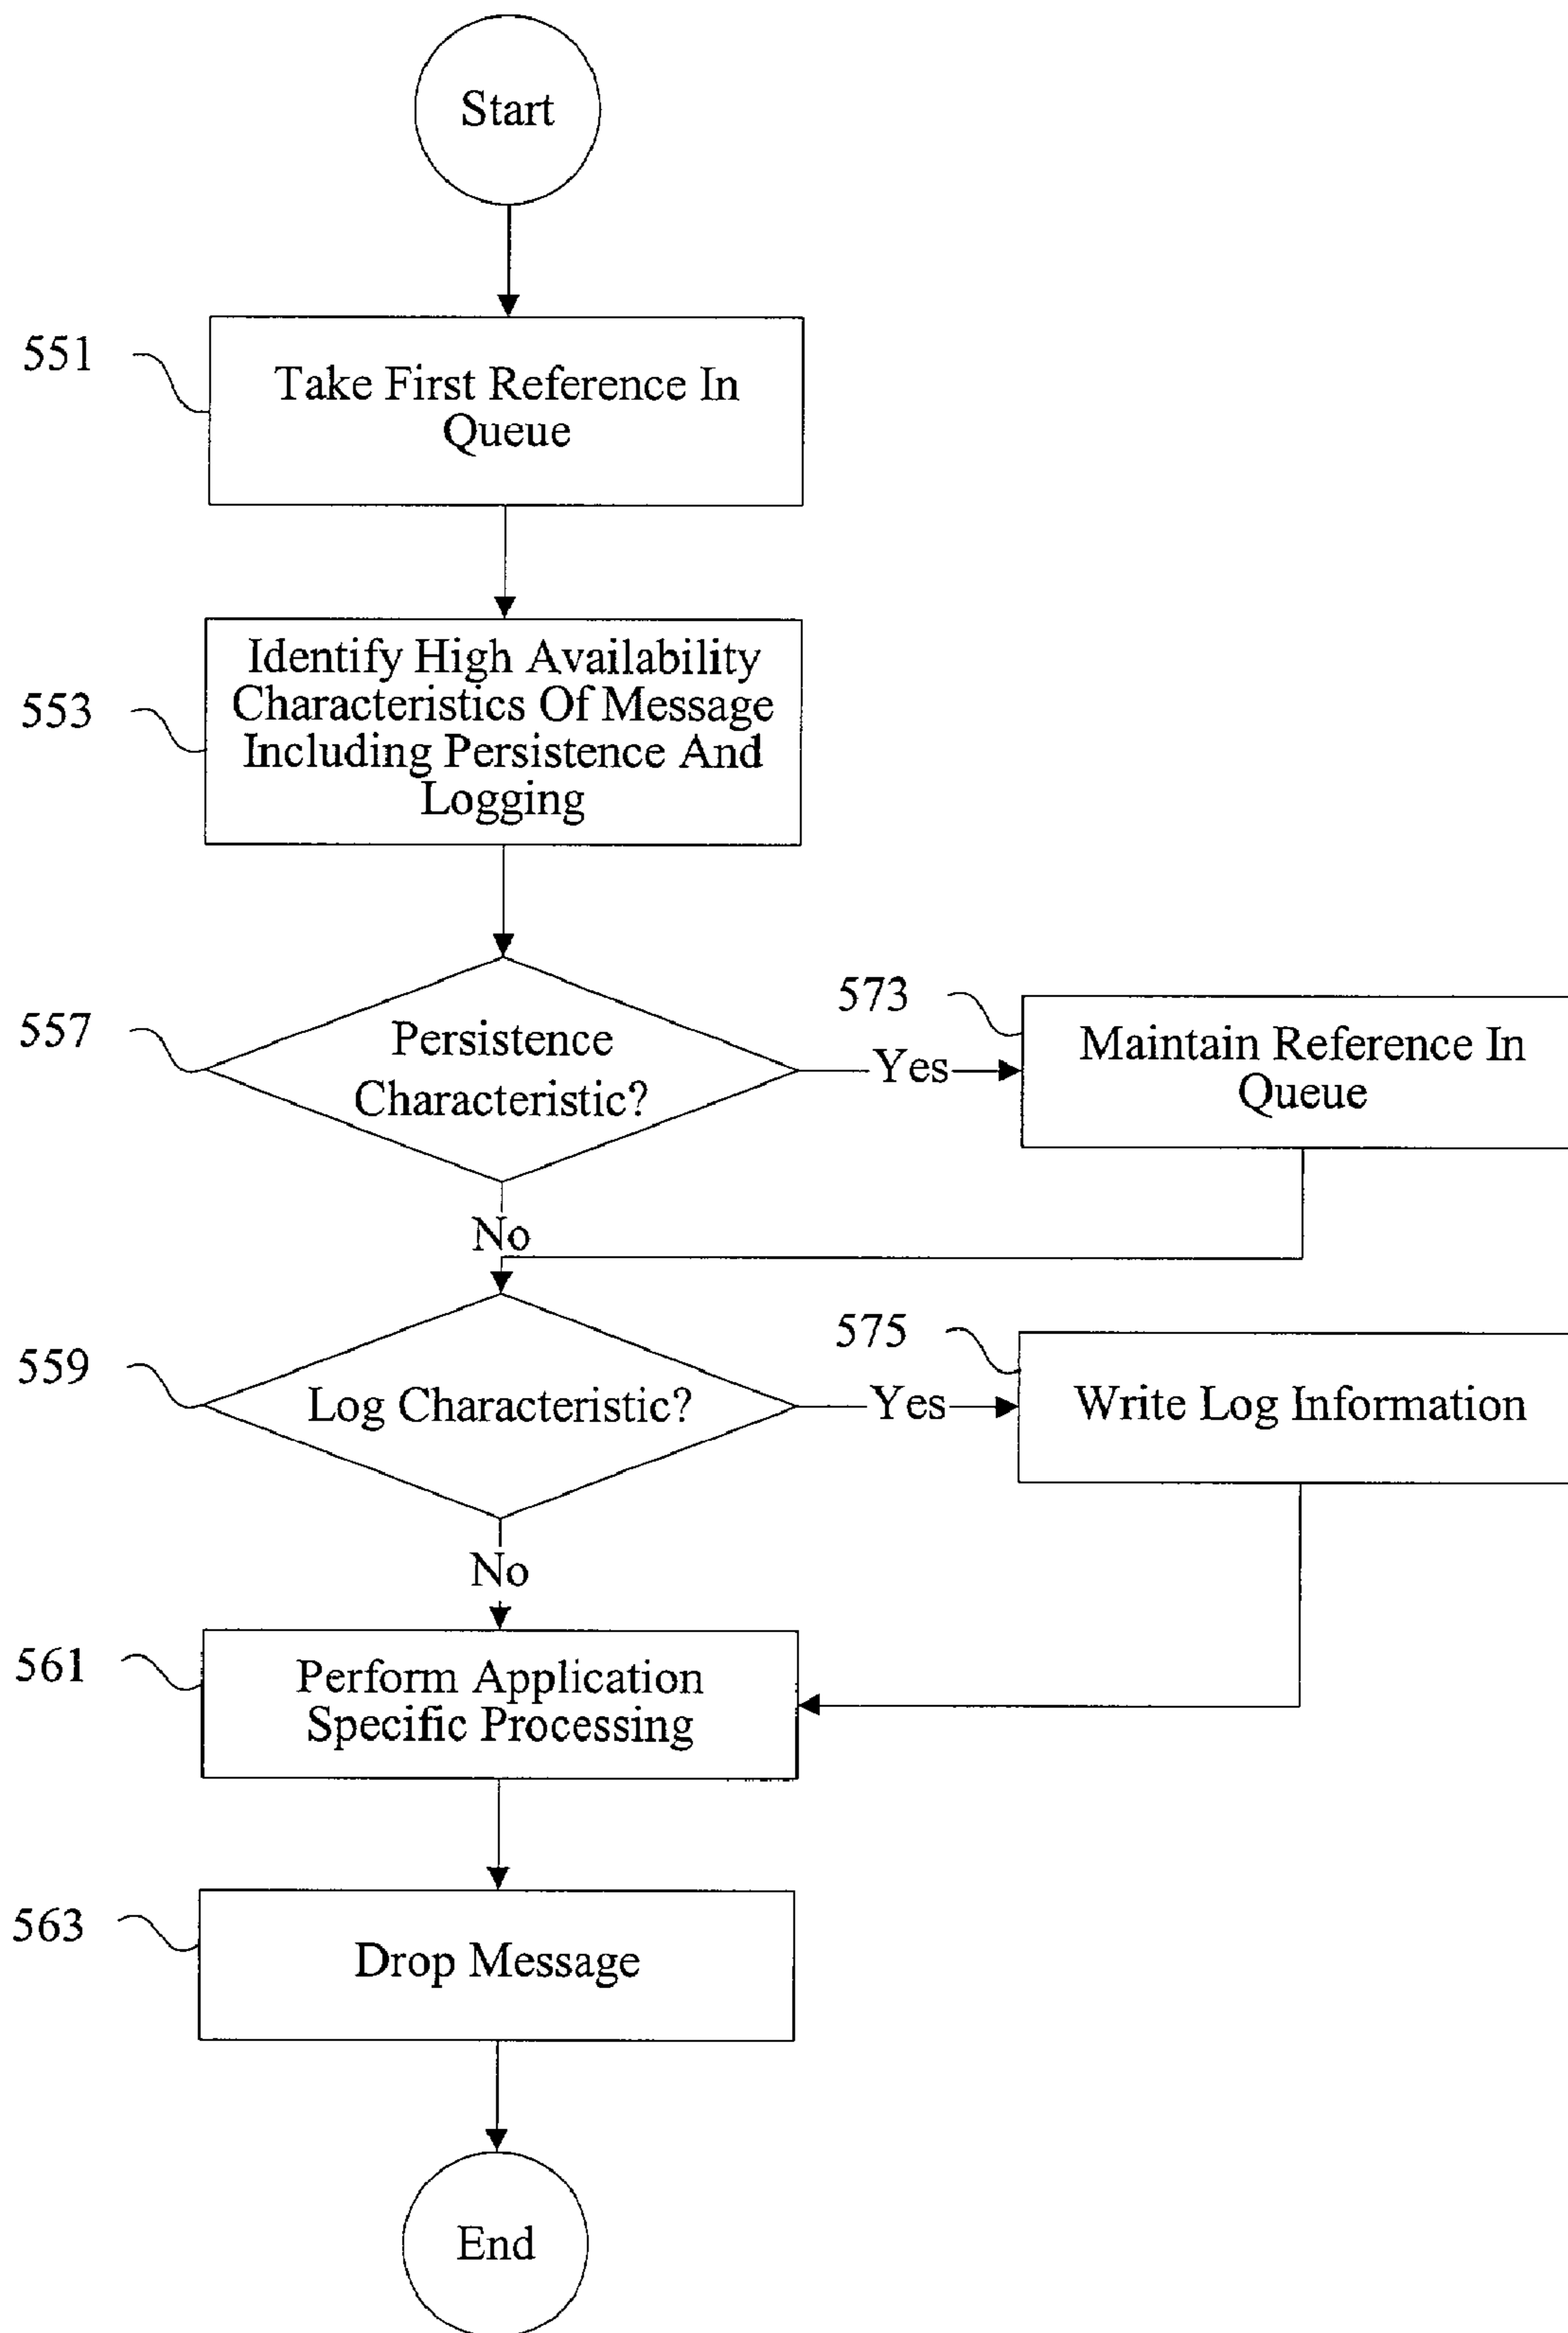 Start
551
Take First Reference In
Queue
553
Identify High Availability
Characteristics Of Message
Including Persistence And
Logging
557
Persistence
Characteristic?
Yes
573
Maintain Reference In
Queue
No
559
Log Characteristic?
Yes
575
Write Log Information
No
561
Perform Application
Specific Processing
563
Drop Message
End